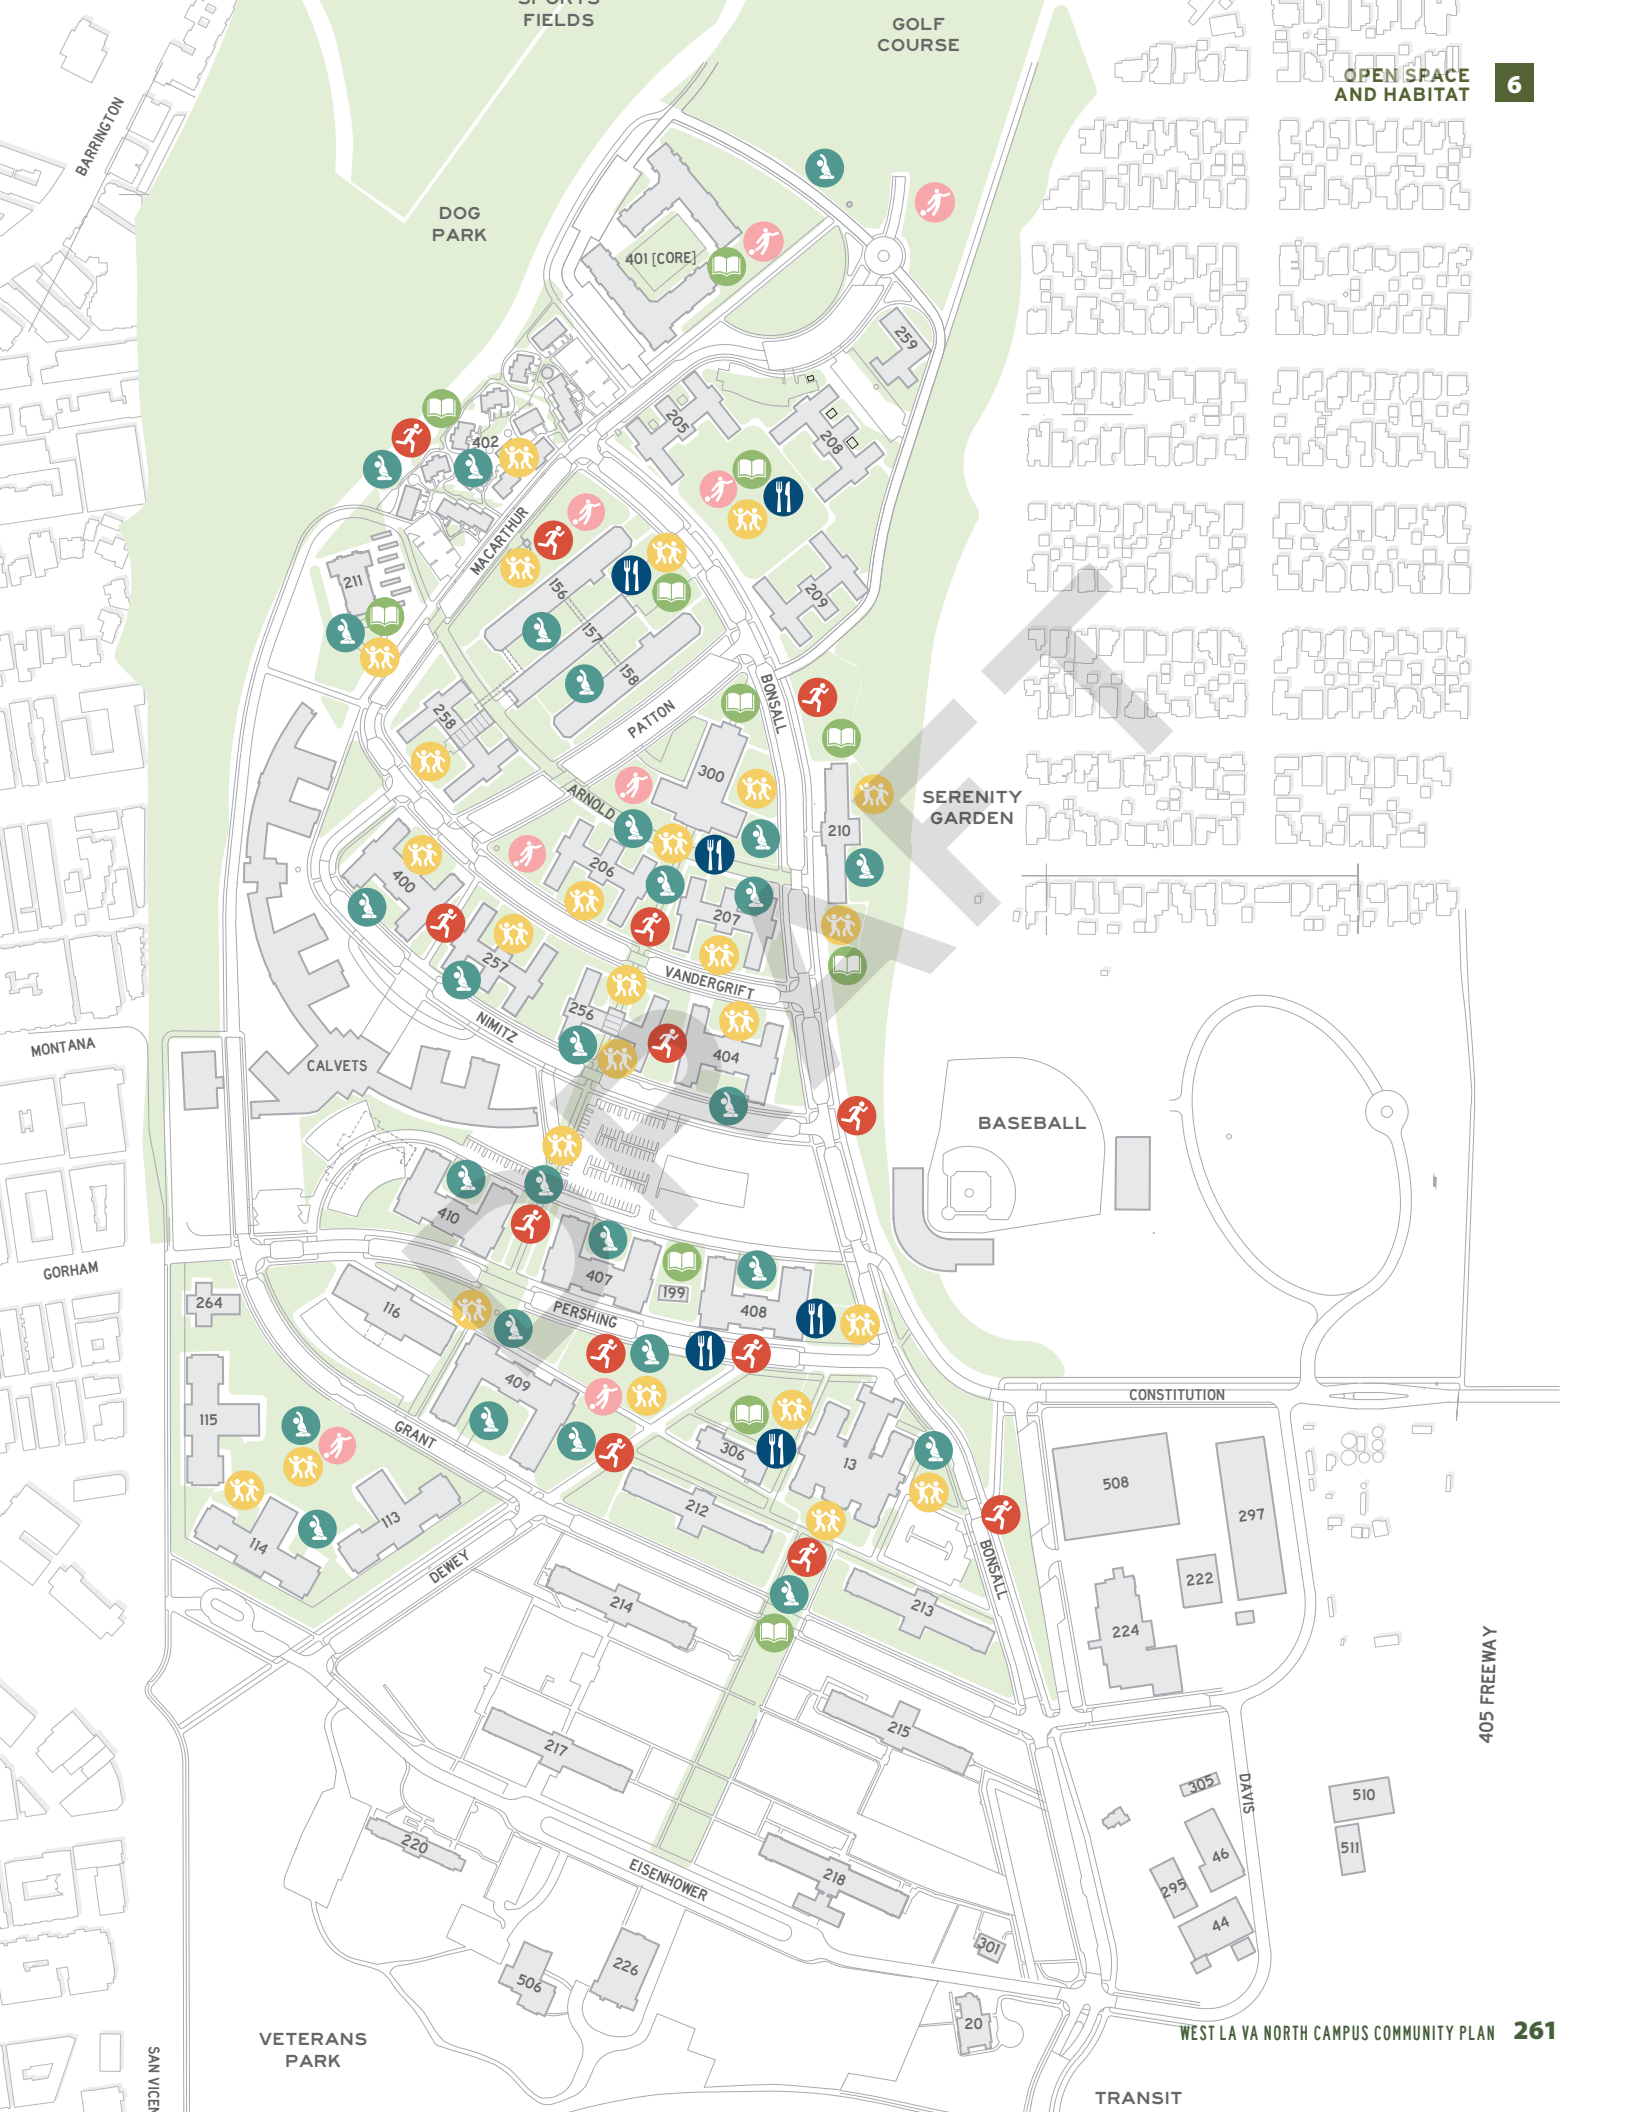 SPORTS
FIELDS
GOLF
COURSE
OPEN SPACE
AND HABITAT
6
BARRINGTON
DOG
PARK
401 [CORE]
259
205
208
402
MACARTHUR
211
156
157
158
209
258
PATTON
BONSALL
300
ARNOLD
SERENITY
GARDEN
210
206
400
207
257
VANDERGRIFT
256
NIMITZ
404
MONTANA
CALVETS
BASEBALL
410
GORHAM
407
199
408
264
116
PERSHING
409
CONSTITUTION
115
GRANT
306
13
508
297
212
113
114
DEWEY
BONSALL
222
214
213
224
405 FREEWAY
215
217
305
DAVIS
510
220
46
511
218
295
EISENHOWER
44
301
226
506
20
WEST LA VA NORTH CAMPUS COMMUNITY PLAN 261
VETERANS
PARK
SAN VICEN
TRANSIT
DRAFT